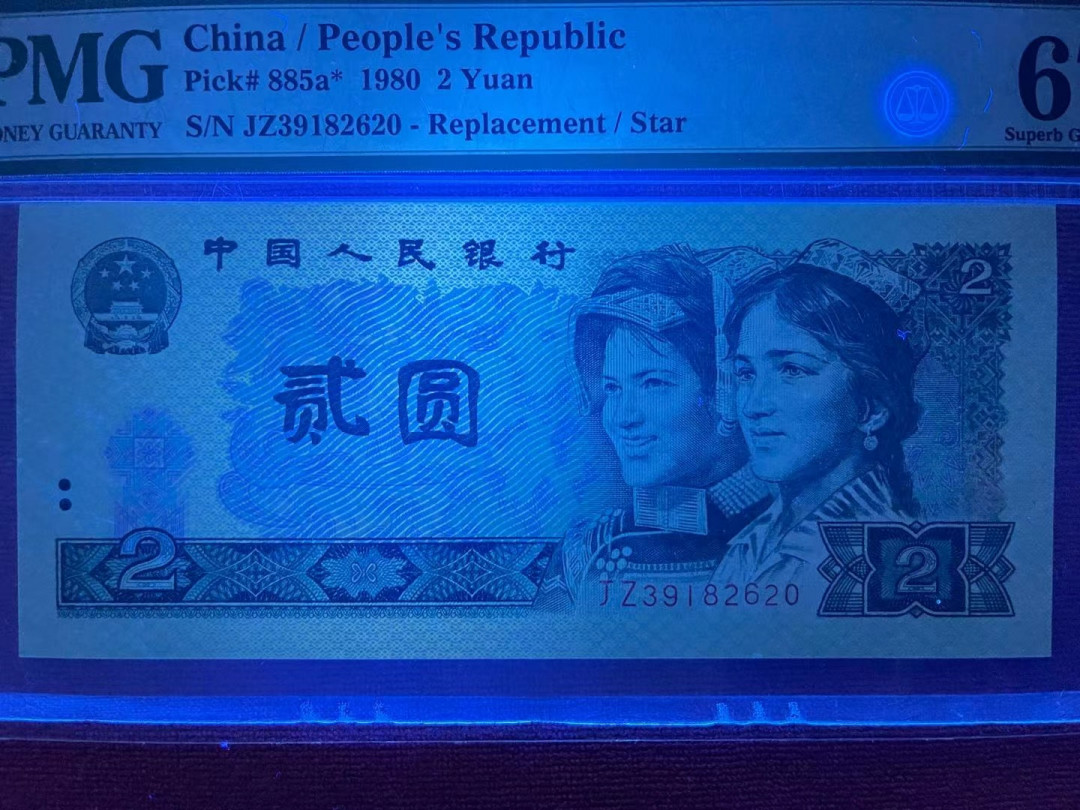 PMG
China / People's Republic
Pick# 885a* 1980 2 Yuan
MONEY GUARANTY
S/N JZ39182620 - Replacement / Star
Superb
中国人民银行
2
贰圆
2
JZ39182620
2